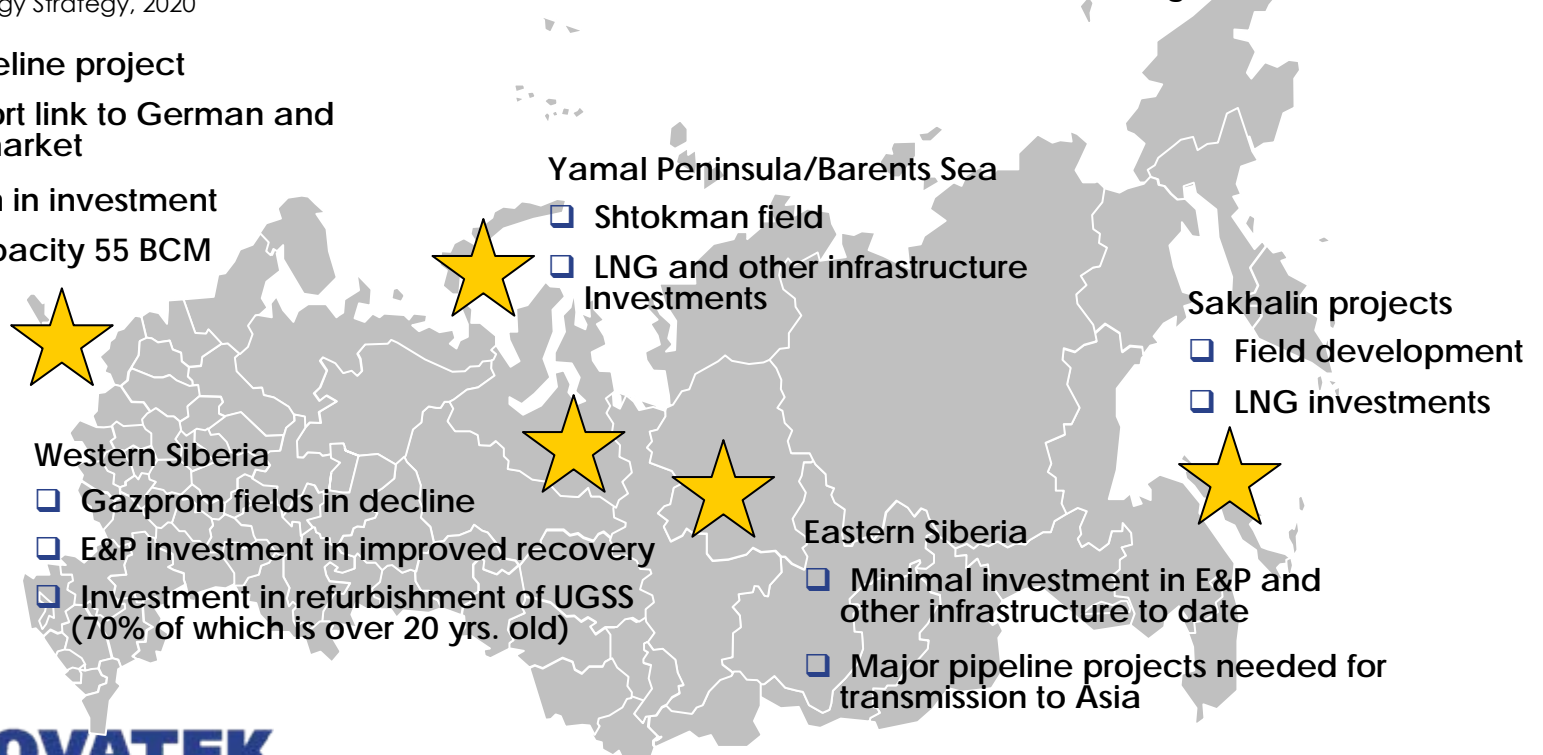 gy Strategy, 2020
eline project
ort link to German and
arket
in investment
pacity 55 BCM
Yamal Peninsula/Barents Sea
❑ Shtokman field
❑ LNG and other infrastructure
Investments
Sakhalin projects
❑ Field development
❑ LNG investments
Western Siberia
❑ Gazprom fields in decline
❑ E&P investment in improved recovery
❑ Investment in refurbishment of UGSS
(70% of which is over 20 yrs. old)
Eastern Siberia
❑ Minimal investment in E&P and
other infrastructure to date
❑ Major pipeline projects needed for
transmission to Asia
OVATEK